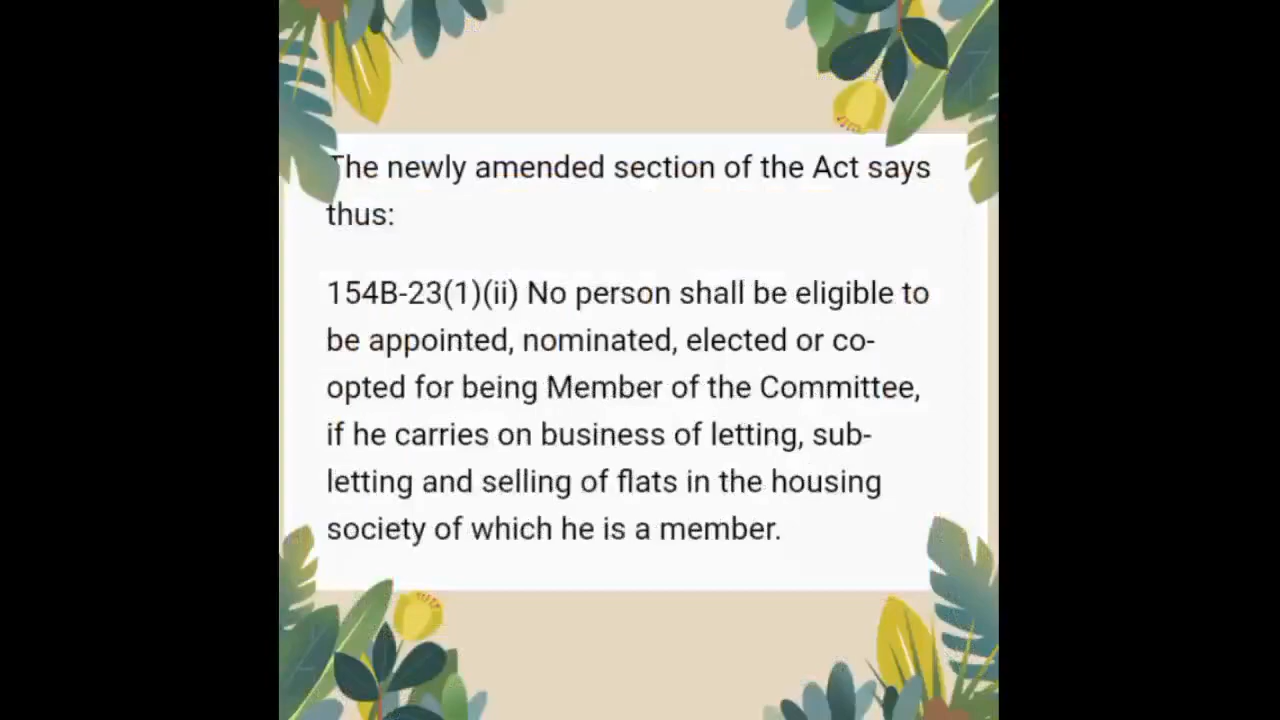 The newly amended section of the Act says
thus:
154B-23(1)(ii) No person shall be eligible to
be appointed, nominated, elected or co-
opted for being Member of the Committee,
if he carries on business of letting, sub-
letting and selling of flats in the housing
society of which he is a member.